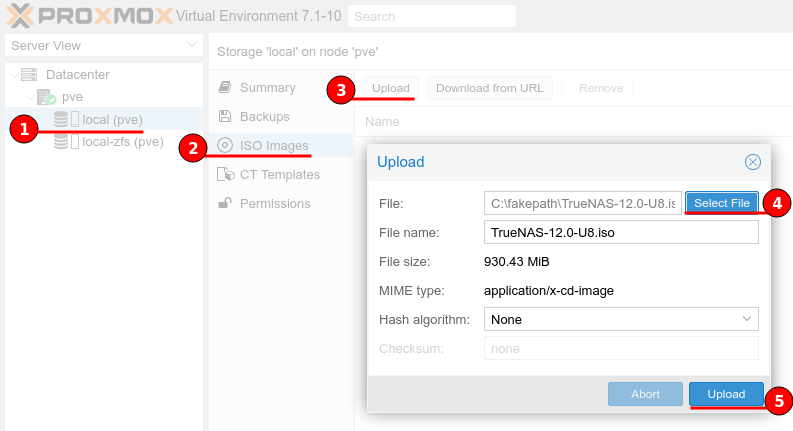 PROXMOX Virtual Environment 7.1-10 Search
Server View
Storage 'local' on node 'pve'
Datacenter
pve
local (pve)
local-zfs (pve)
1
Summary
Backups
ISO Images
CT Templates
Permissions
2
3
Upload Download from URL Remove
Name
Upload
File: C:\fakepath\TrueNAS-12.0-U8.is Select File
4
File name: TrueNAS-12.0-U8.iso
File size: 930.43 MiB
MIME type: application/x-cd-image
Hash algorithm: None
Checksum: none
Abort Upload
5